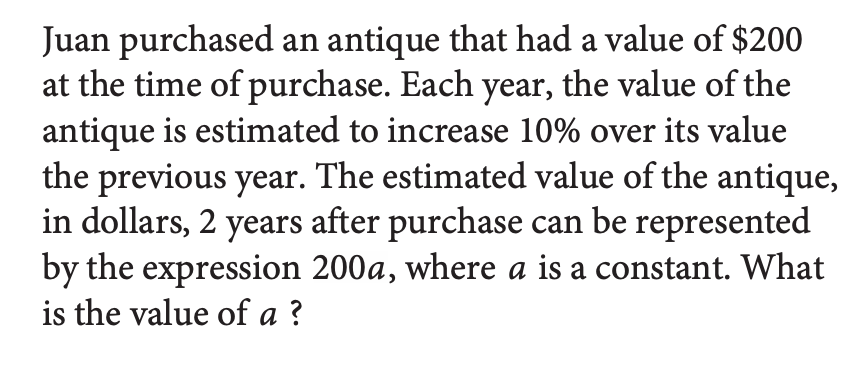 Juan purchased an antique that had a value of $200
at the time of purchase. Each year, the value of the
antique is estimated to increase 10% over its value
the previous year. The estimated value of the antique,
in dollars, 2 years after purchase can be represented
by the expression 200a, where a is a constant. What
is the value of a ?